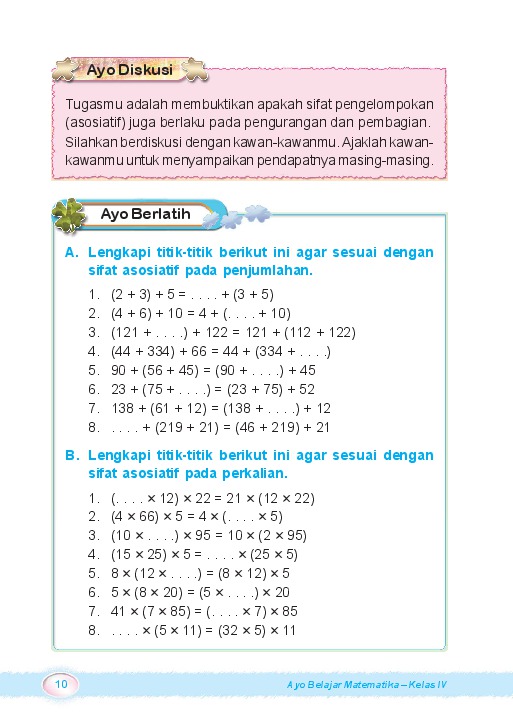 Ayo Diskusi
Tugasmu adalah membuktikan apakah sifat pengelompokan
(asosiatif) juga berlaku pada pengurangan dan pembagian.
Silahkan berdiskusi dengan kawan-kawanmu. Ajaklah kawan-
kawanmu untuk menyampaikan pendapatnya masing-masing.
Ayo Berlatih
A. Lengkapi titik-titik berikut ini agar sesuai dengan
sifat asosiatif pada penjumlahan.
1. (2 + 3) + 5 = . . . . + (3 + 5)
2. (4 + 6) + 10 = 4 + (. . . . + 10)
3. (121 + . . . .) + 122 = 121 + (112 + 122)
4. (44 + 334) + 66 = 44 + (334 + . . . .)
5. 90 + (56 + 45) = (90 + . . . .) + 45
6. 23 + (75 + . . . .) = (23 + 75) + 52
7. 138 + (61 + 12) = (138 + . . . .) + 12
8. . . . . + (219 + 21) = (46 + 219) + 21
B. Lengkapi titik-titik berikut ini agar sesuai dengan
sifat asosiatif pada perkalian.
1. (. . . . × 12) × 22 = 21 × (12 × 22)
2. (4 × 66) × 5 = 4 × (. . . . × 5)
3. (10 × . . . .) × 95 = 10 × (2 × 95)
4. (15 × 25) × 5 = . . . . × (25 × 5)
5. 8 × (12 × . . . .) = (8 × 12) × 5
6. 5 × (8 × 20) = (5 × . . . .) × 20
7. 41 × (7 × 85) = (. . . . × 7) × 85
8. . . . . × (5 × 11) = (32 × 5) × 11
10 Ayo Belajar Matematika – Kelas IV